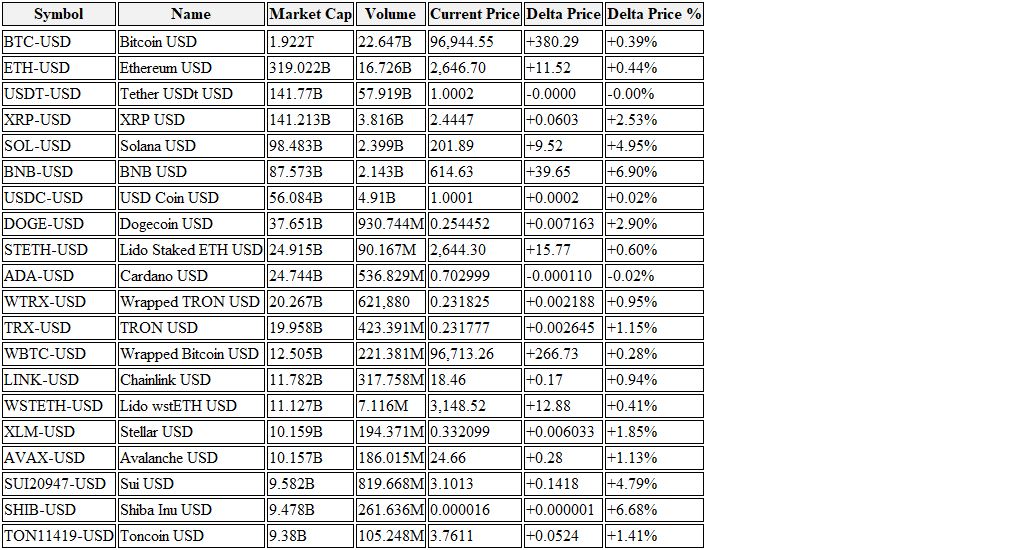 Symbol Name Market Cap Volume Current Price Delta Price Delta Price %
BTC-USD Bitcoin USD 1.922T 22.647B 96,944.55 +380.29 +0.39%
ETH-USD Ethereum USD 319.022B 16.726B 2,646.70 +11.52 +0.44%
USDT-USD Tether USDt USD 141.77B 57.919B 1.0002 -0.0000 -0.00%
XRP-USD XRP USD 141.213B 3.816B 2.4447 +0.0603 +2.53%
SOL-USD Solana USD 98.483B 2.399B 201.89 +9.52 +4.95%
BNB-USD BNB USD 87.573B 2.143B 614.63 +39.65 +6.90%
USDC-USD USD Coin USD 56.084B 4.91B 1.0001 +0.0002 +0.02%
DOGE-USD Dogecoin USD 37.651B 930.744M 0.254452 +0.007163 +2.90%
STETH-USD Lido Staked ETH USD 24.915B 90.167M 2,644.30 +15.77 +0.60%
ADA-USD Cardano USD 24.744B 536.829M 0.702999 -0.000110 -0.02%
WTRX-USD Wrapped TRON USD 20.267B 621,880 0.231825 +0.002188 +0.95%
TRX-USD TRON USD 19.958B 423.391M 0.231777 +0.002645 +1.15%
WBTC-USD Wrapped Bitcoin USD 12.505B 221.381M 96,713.26 +266.73 +0.28%
LINK-USD Chainlink USD 11.782B 317.758M 18.46 +0.17 +0.94%
WSTETH-USD Lido wstETH USD 11.127B 7.116M 3,148.52 +12.88 +0.41%
XLM-USD Stellar USD 10.159B 194.371M 0.332099 +0.006033 +1.85%
AVAX-USD Avalanche USD 10.157B 186.015M 24.66 +0.28 +1.13%
SUI20947-USD Sui USD 9.582B 819.668M 3.1013 +0.1418 +4.79%
SHIB-USD Shiba Inu USD 9.478B 261.636M 0.000016 +0.000001 +6.68%
TON11419-USD Toncoin USD 9.38B 105.248M 3.7611 +0.0524 +1.41%